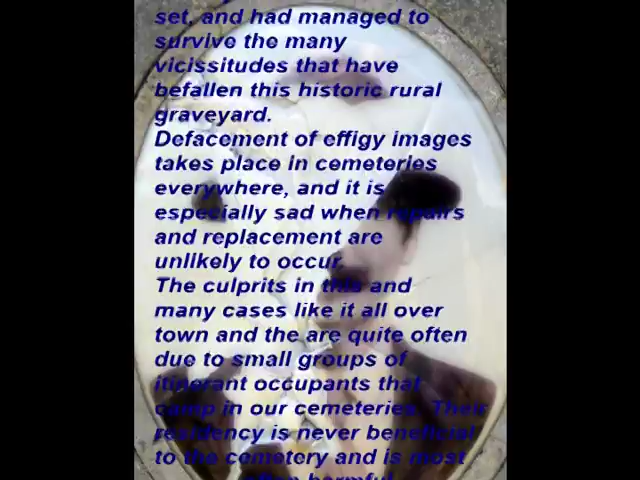 set, and had managed to
survive the many
vicissitudes that have
befallen this historic rural
graveyard.
Defacement of effigy images
takes place in cemeteries
everywhere, and it is
especially sad when repairs
and replacement are
unlikely to occur.
The culprits in this and
many cases like it all over
town and the are quite often
due to small groups of
itinerant occupants that
camp in our cemeteries. Their
residency is never beneficial
to the cemetery and is most
often harmful